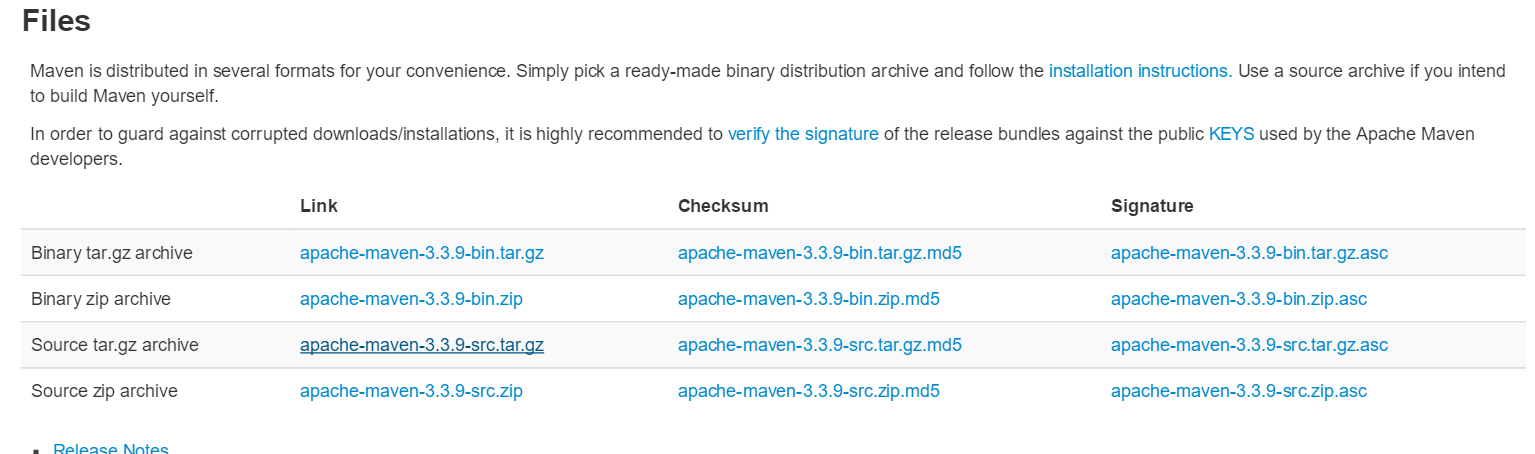 Files
Maven is distributed in several formats for your convenience. Simply pick a ready-made binary distribution archive and follow the installation instructions. Use a source archive if you intend
to build Maven yourself.
In order to guard against corrupted downloads/installations, it is highly recommended to verify the signature of the release bundles against the public KEYS used by the Apache Maven
developers.
Link Checksum Signature
Binary tar.gz archive apache-maven-3.3.9-bin.tar.gz apache-maven-3.3.9-bin.tar.gz.md5 apache-maven-3.3.9-bin.tar.gz.asc
Binary zip archive apache-maven-3.3.9-bin.zip apache-maven-3.3.9-bin.zip.md5 apache-maven-3.3.9-bin.zip.asc
Source tar.gz archive apache-maven-3.3.9-src.tar.gz apache-maven-3.3.9-src.tar.gz.md5 apache-maven-3.3.9-src.tar.gz.asc
Source zip archive apache-maven-3.3.9-src.zip apache-maven-3.3.9-src.zip.md5 apache-maven-3.3.9-src.zip.asc
Release Notes